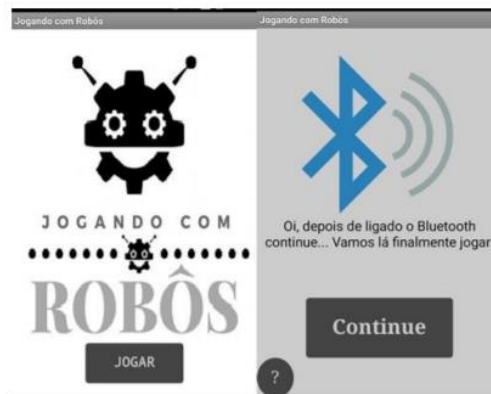 Jogando com Robôs
JOGANDO COM
ROBÔS
JOGAR
Jogando com Robôs
Oi, depois de ligado o Bluetooth
continue... Vamos lá finalmente jogar
Continue
?